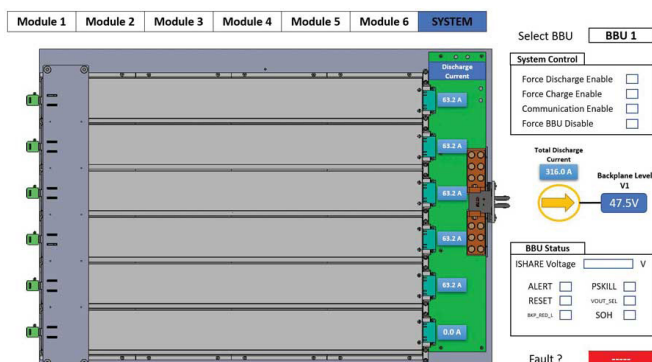 Module 1 Module 2 Module 3 Module 4 Module 5 Module 6 SYSTEM
Select BBU BBU 1
System Control
Force Discharge Enable
Force Charge Enable
Communication Enable
Force BBU Disable
Discharge
Current
63.2 A
63.2 A
63.2 A
63.2 A
63.2 A
0.0 A
Total Discharge
Current
316.0 A
Backplane Level
V1
47.5V
BBU Status
ISHARE Voltage V
ALERT PSKILL
RESET VOUT_SEL
BKP_RED_L SOH
Fault ? -----